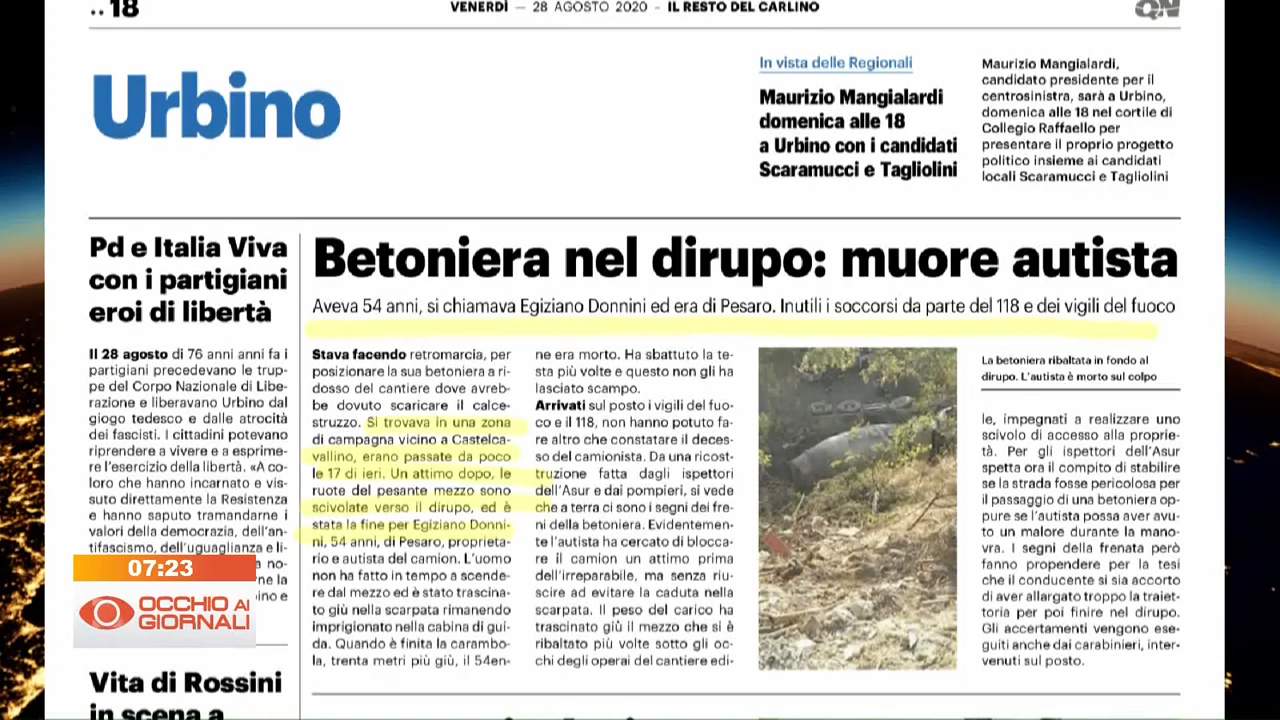 ..18
VENERDÌ — 28 AGOSTO 2020 – IL RESTO DEL CARLINO
QN
Urbino
In vista delle Regionali
Maurizio Mangialardi
domenica alle 18
a Urbino con i candidati
Scaramucci e Tagliolini
Maurizio Mangialardi,
candidato presidente per il
centrosinistra, sarà a Urbino,
domenica alle 18 nel cortile di
Collegio Raffaello per
presentare il proprio progetto
politico insieme ai candidati
locali Scaramucci e Tagliolini
Pd e Italia Viva
con i partigiani
eroi di libertà
Il 28 agosto di 76 anni anni fa i
partigiani precedevano le trup-
pe del Corpo Nazionale di Libe-
razione e liberavano Urbino dal
giogo tedesco e dalle atrocità
dei fascisti. I cittadini potevano
riprendere a vivere e a esprime-
re l'esercizio della libertà. «A co-
loro che hanno incarnato e vis-
suto direttamente la Resistenza
e hanno saputo tramandarne i
valori della democrazia, dell'an-
tifascismo, dell'uguaglianza e li-
a no-
ne la
ino e
07:23
OCCHIO AI
GIORNALI
Vita di Rossini
in scena a
Betoniera nel dirupo: muore autista
Aveva 54 anni, si chiamava Egiziano Donnini ed era di Pesaro. Inutili i soccorsi da parte del 118 e dei vigili del fuoco
Stava facendo retromarcia, per
posizionare la sua betoniera a ri-
dosso del cantiere dove avreb-
be dovuto scaricare il calce-
struzzo. Si trovava in una zona
di campagna vicino a Castelca-
vallino, erano passate da poco
le 17 di ieri. Un attimo dopo, le
ruote del pesante mezzo sono
scivolate verso il dirupo, ed è
stata la fine per Egiziano Donni-
ni, 54 anni, di Pesaro, proprieta-
rio e autista del camion. L'uomo
non ha fatto in tempo a scende-
re dal mezzo ed è stato trascina-
to giù nella scarpata rimanendo
imprigionato nella cabina di gui-
da. Quando è finita la carambo-
la, trenta metri più giù, il 54en-
ne era morto. Ha sbattuto la te-
sta più volte e questo non gli ha
lasciato scampo.
Arrivati sul posto i vigili del fuo-
co e il 118, non hanno potuto fa-
re altro che constatare il deces-
so del camionista. Da una ricos-
truzione fatta dagli ispettori
dell'Asur e dai pompieri, si vede
che a terra ci sono i segni dei fre-
ni della betoniera. Evidentemen-
te l'autista ha cercato di blocca-
re il camion un attimo prima
dell'irreparabile, ma senza riu-
scire ad evitare la caduta nella
scarpata. Il peso del carico ha
trascinato giù il mezzo che si è
ribaltato più volte sotto gli oc-
chi degli operai del cantiere edi-
La betoniera ribaltata in fondo al
dirupo. L'autista è morto sul colpo
le, impegnati a realizzare uno
scivolo di accesso alla proprie-
tà. Per gli ispettori dell'Asur
spetta ora il compito di stabilire
se la strada fosse pericolosa per
il passaggio di una betoniera op-
pure se l'autista possa aver avu-
to un malore durante la mano-
vra. I segni della frenata però
fanno propendere per la tesi
che il conducente si sia accorto
di aver allargato troppo la traiet-
toria per poi finire nel dirupo.
Gli accertamenti vengono ese-
guiti anche dai carabinieri, inter-
venuti sul posto.